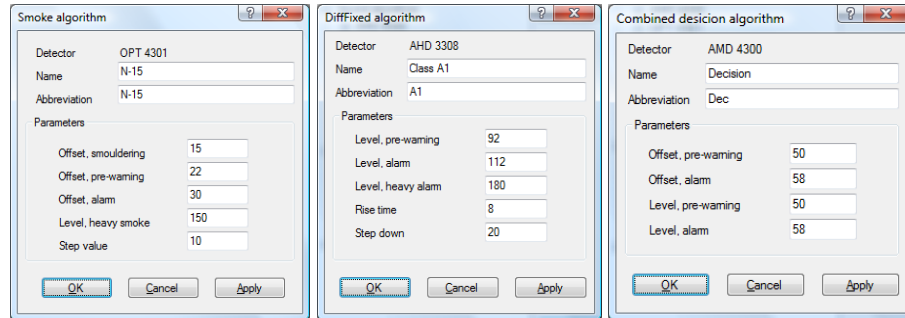 Smoke algorithm
Detector OPT 4301
Name N-15
Abbreviation N-15
Parameters
Offset, smouldering 15
Offset, pre-warning 22
Offset, alarm 30
Level, heavy smoke 150
Step value 10
OK Cancel Apply
DiffFixed algorithm
Detector AHD 3308
Name Class A1
Abbreviation A1
Parameters
Level, pre-warning 92
Level, alarm 112
Level, heavy alarm 180
Rise time 8
Step down 20
OK Cancel Apply
Combined desicion algorithm
Detector AMD 4300
Name Decision
Abbreviation Dec
Parameters
Offset, pre-warning 50
Offset, alarm 58
Level, pre-warning 50
Level, alarm 58
OK Cancel Apply